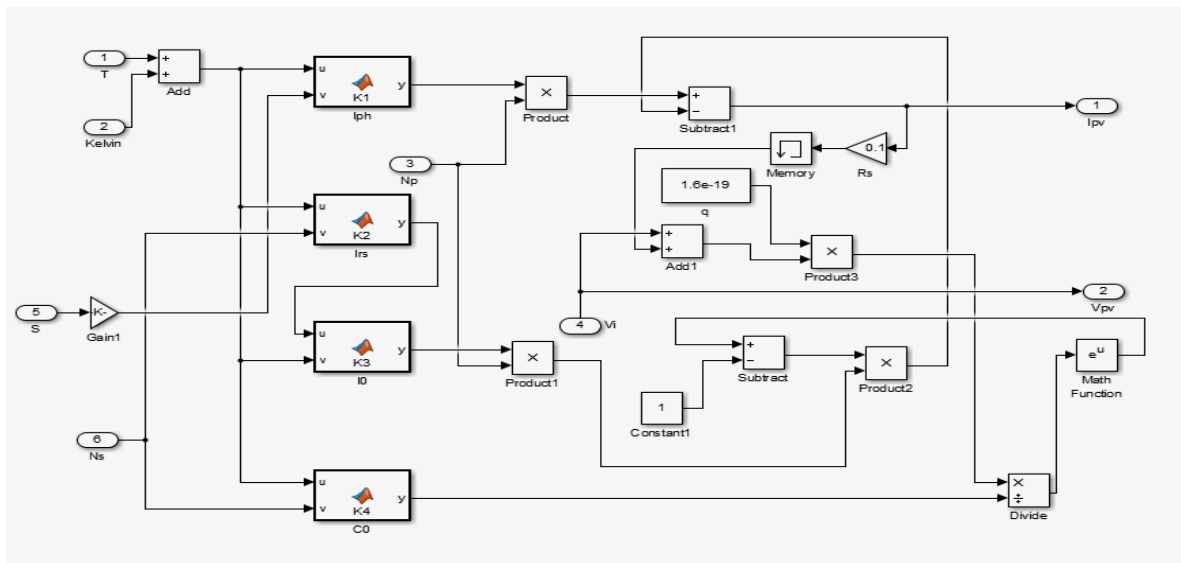 1
T
+
+
Add
2
Kelvin
u
v
K1
y
Iph
×
Product
+
−
Subtract1
1
Ipv
3
Np
Memory
0.1
Rs
1.6e-19
q
u
v
K2
y
Irs
+
+
Add1
×
Product3
5
S
-K-
Gain1
4
Vi
2
Vpv
u
v
K3
y
I0
×
Product1
+
−
Subtract
×
Product2
e^u
Math
Function
1
Constant1
6
Ns
u
v
K4
y
C0
×
÷
Divide